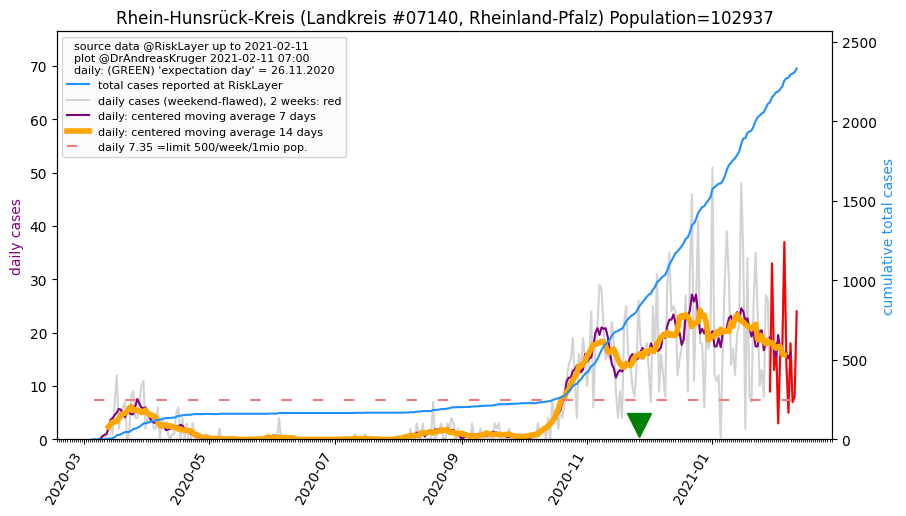 Rhein-Hunsrück-Kreis (Landkreis #07140, Rheinland-Pfalz) Population=102937
source data @RiskLayer up to 2021-02-11
plot @DrAndreasKruger 2021-02-11 07:00
daily: (GREEN) 'expectation day' = 26.11.2020
total cases reported at RiskLayer
daily cases (weekend-flawed), 2 weeks: red
daily: centered moving average 7 days
daily: centered moving average 14 days
daily 7.35 =limit 500/week/1mio pop.
daily cases
70
60
50
40
30
20
10
0
cumulative total cases
2500
2000
1500
1000
500
0
2020-03
2020-05
2020-07
2020-09
2020-11
2021-01